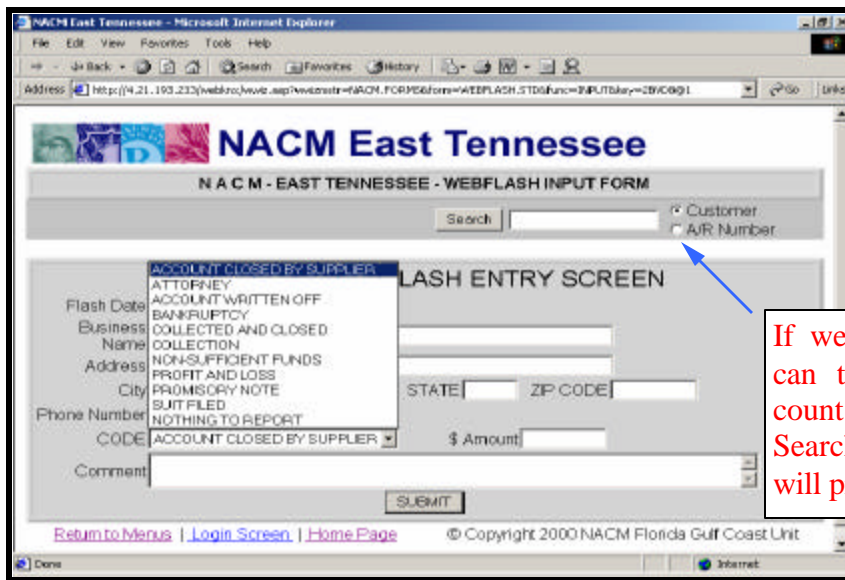 NACM East Tennessee - Microsoft Internet Explorer
File Edit View Favorites Tools Help
Back Search Favorites History
Address Go Links
NACM East Tennessee
N A C M - EAST TENNESSEE - WEBFLASH INPUT FORM
Search Customer
A/R Number
LASH ENTRY SCREEN
ACCOUNT CLOSED BY SUPPLIER
ATTORNEY
ACCOUNT WRITTEN OFF
BANKRUPTCY
COLLECTED AND CLOSED
COLLECTION
NON-SUFFICIENT FUNDS
PROFIT AND LOSS
PROMISORY NOTE
SUIT FILED
NOTHING TO REPORT
Flash Date
Business
Name
Address
City STATE ZIP CODE
Phone Number
CODE ACCOUNT CLOSED BY SUPPLIER $ Amount
Comment
SUBMIT
Return to Menus | Login Screen | Home Page © Copyright 2000 NACM Florida Gulf Coast Unit
Done Internet
If we
can t
count
Searc
will p